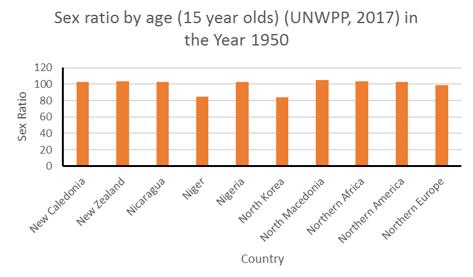 Sex ratio by age (15 year olds) (UNWPP, 2017) in
the Year 1950
120
100
80
60
40
20
0
Sex Ratio
New Caledonia
New Zealand
Nicaragua
Niger
Nigeria
North Korea
North Macedonia
Northern Africa
Northern America
Northern Europe
Country